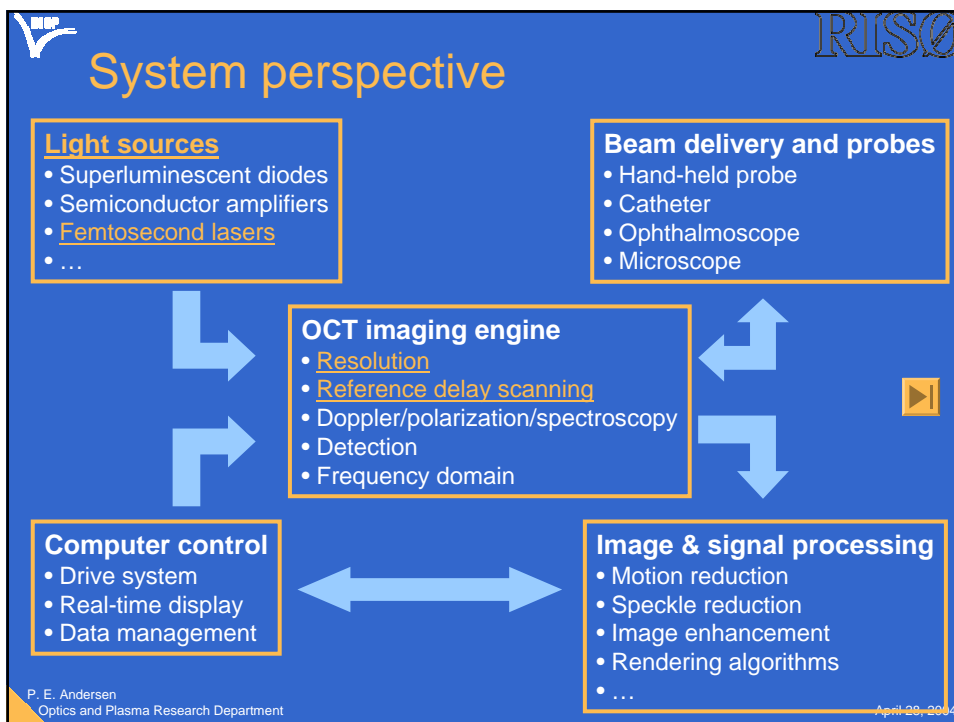 RISØ
System perspective
Light sources
• Superluminescent diodes
• Semiconductor amplifiers
• Femtosecond lasers
• …
Beam delivery and probes
• Hand-held probe
• Catheter
• Ophthalmoscope
• Microscope
OCT imaging engine
• Resolution
• Reference delay scanning
• Doppler/polarization/spectroscopy
• Detection
• Frequency domain
Computer control
• Drive system
• Real-time display
• Data management
Image & signal processing
• Motion reduction
• Speckle reduction
• Image enhancement
• Rendering algorithms
• …
P. E. Andersen
Optics and Plasma Research Department
April 28, 2004